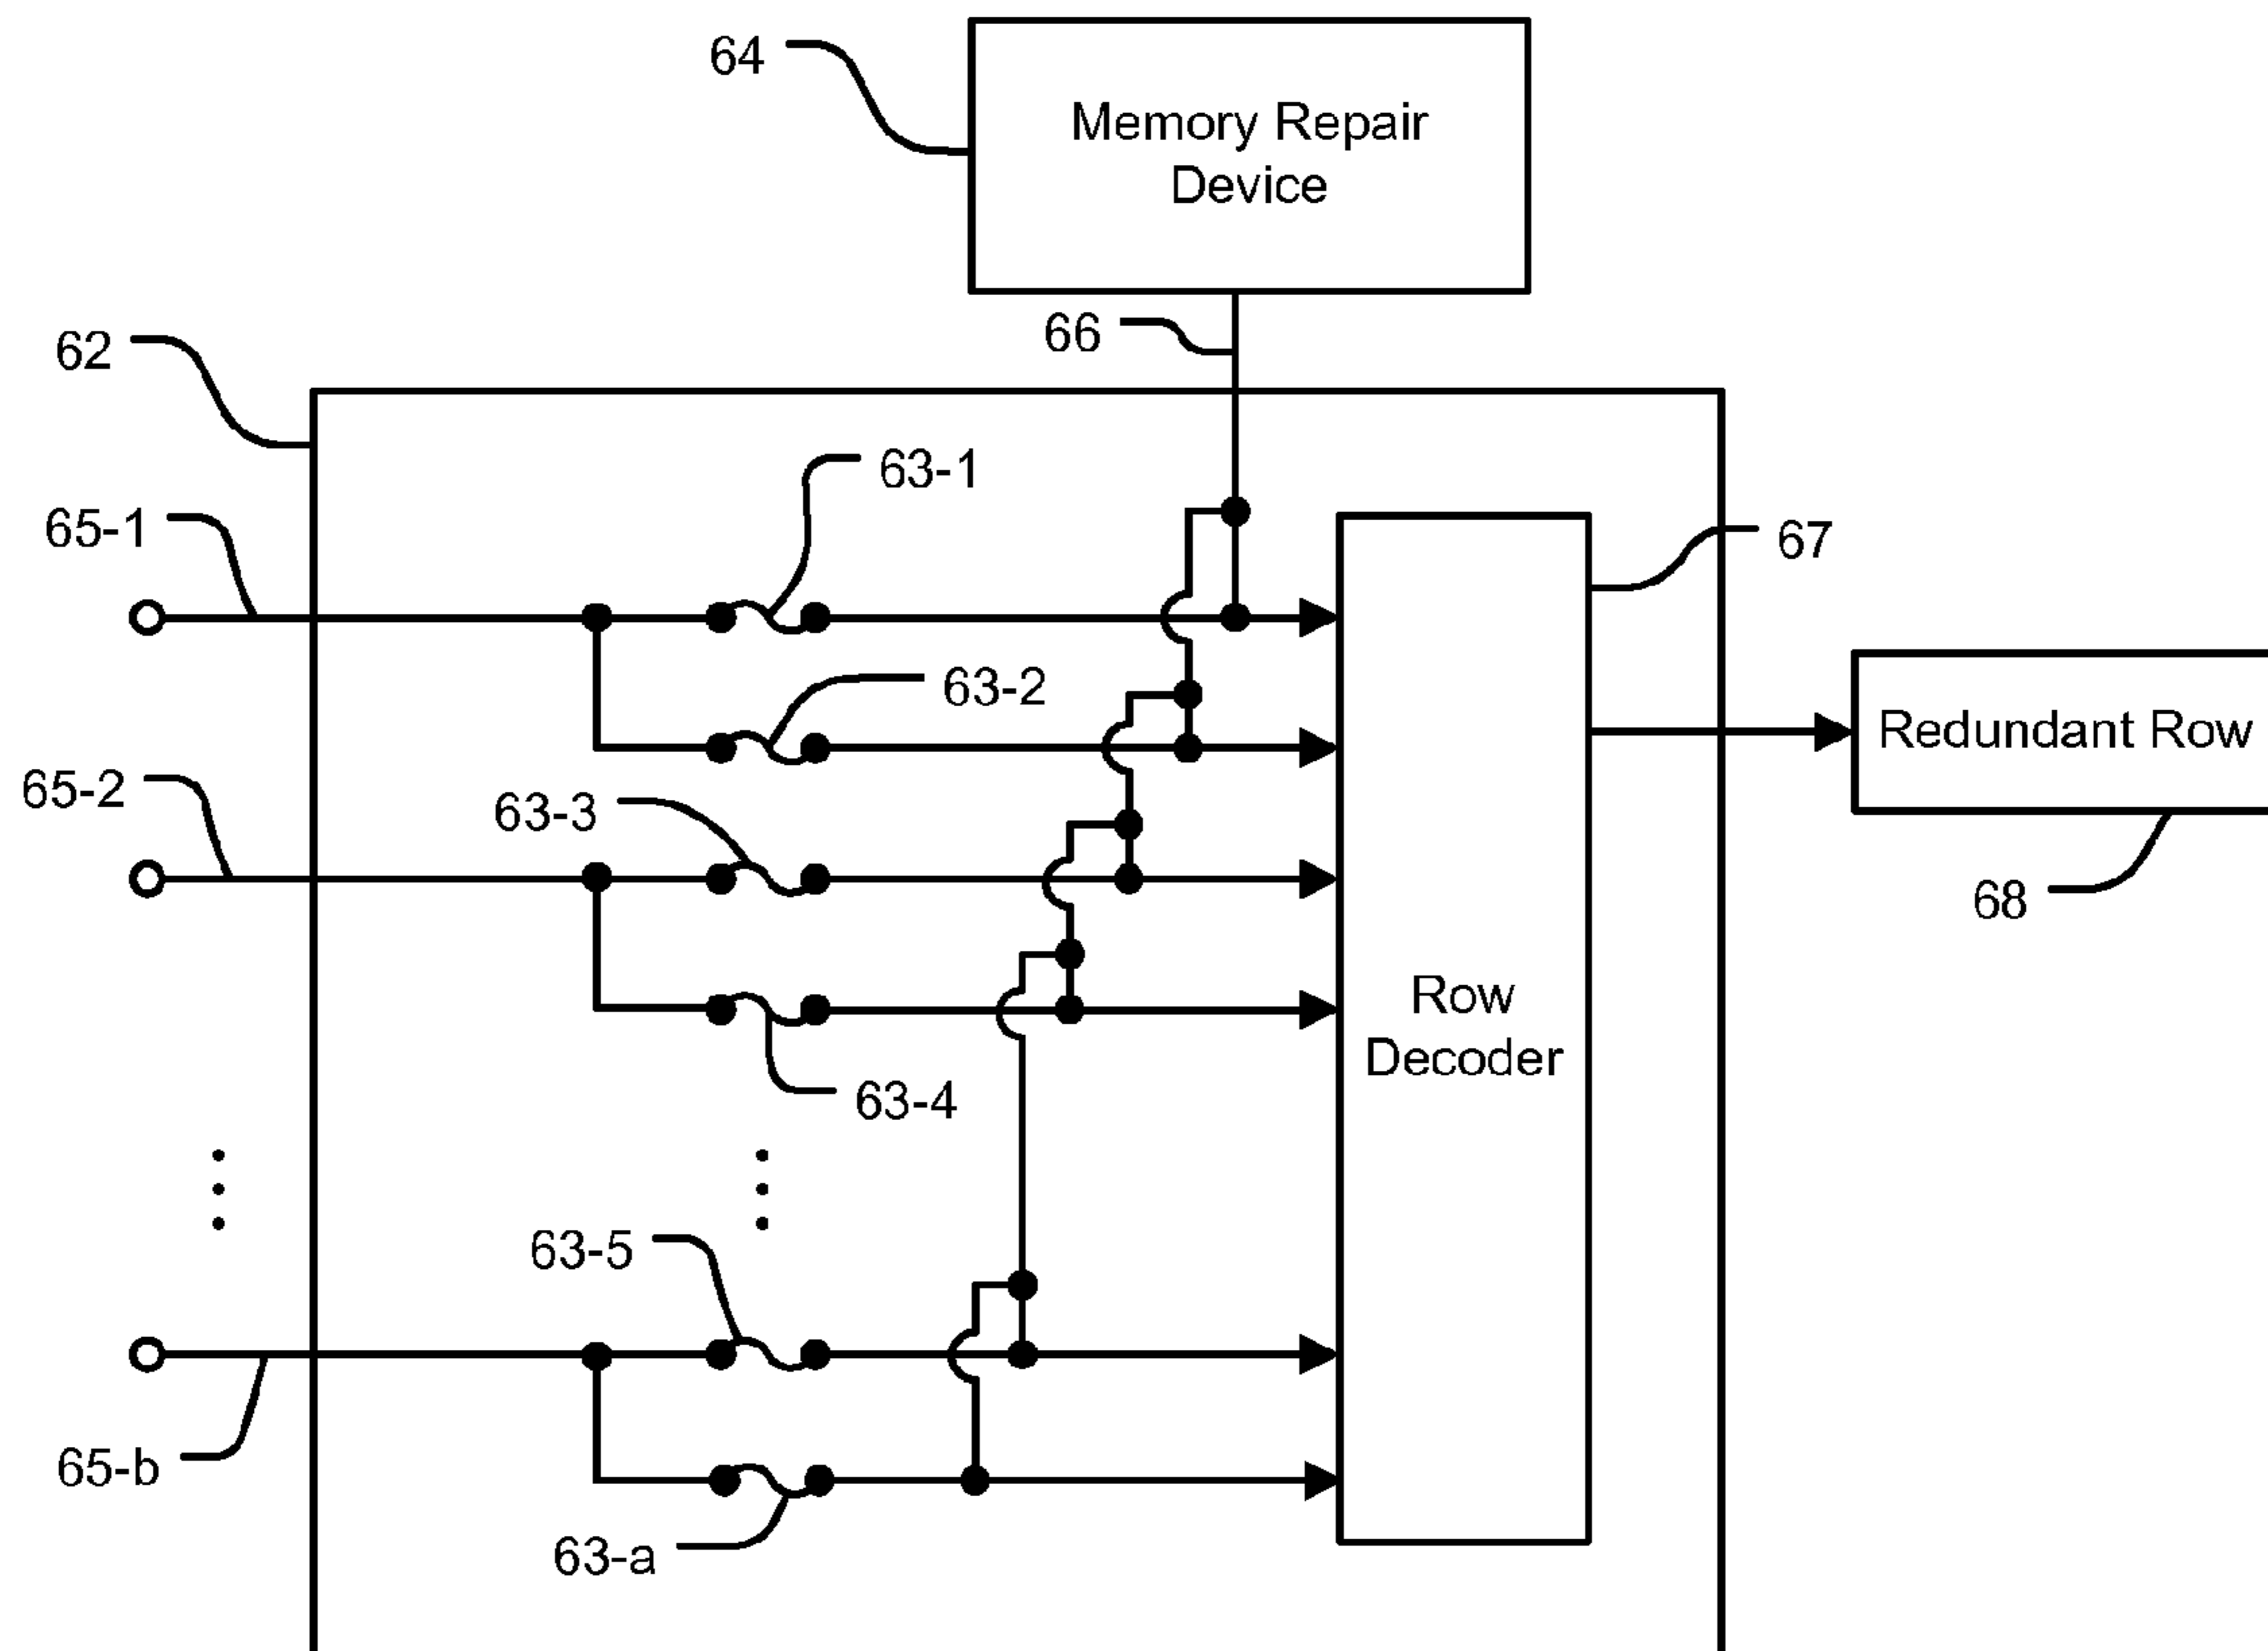 64
Memory Repair
Device
66
62
63-1
65-1
67
63-2
Redundant Row
65-2
63-3
68
Row
Decoder
63-4
63-5
65-b
63-a